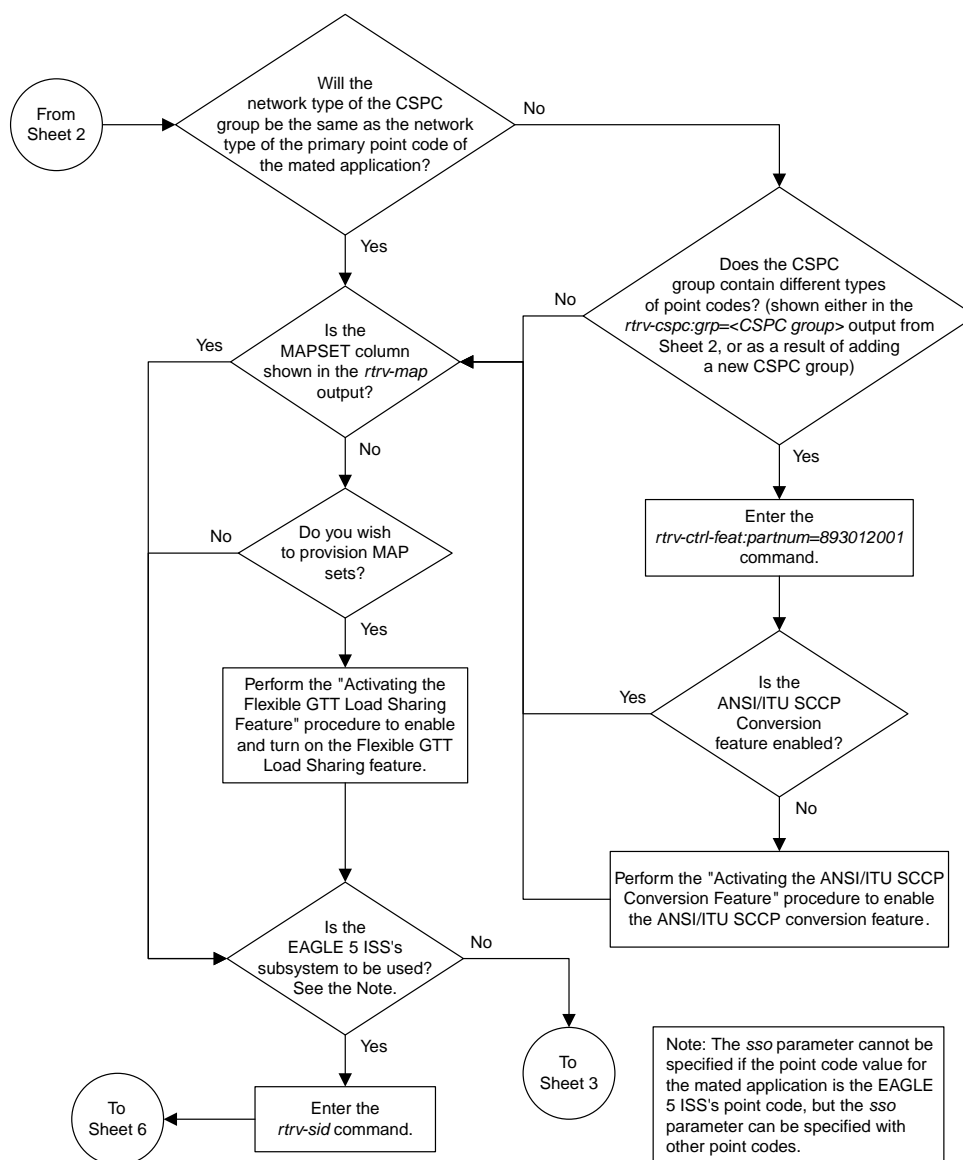 From
Sheet 2
Will the
network type of the CSPC
group be the same as the network
type of the primary point code of
the mated application?
No
Yes
Does the CSPC
group contain different types
of point codes? (shown either in the
rtrv-cspc:grp=<CSPC group> output from
Sheet 2, or as a result of adding
a new CSPC group)
No
Yes
Is the
MAPSET column
shown in the rtrv-map
output?
Yes
No
Enter the
rtrv-ctrl-feat:partnum=893012001
command.
Do you wish
to provision MAP
sets?
No
Yes
Is the
ANSI/ITU SCCP
Conversion
feature enabled?
Yes
No
Perform the "Activating the
Flexible GTT Load Sharing
Feature" procedure to enable
and turn on the Flexible GTT
Load Sharing feature.
Perform the "Activating the ANSI/ITU SCCP
Conversion Feature" procedure to enable
the ANSI/ITU SCCP conversion feature.
Is the
EAGLE 5 ISS's
subsystem to be used?
See the Note.
No
Yes
To
Sheet 3
Enter the
rtrv-sid command.
To
Sheet 6
Note: The sso parameter cannot be
specified if the point code value for
the mated application is the EAGLE
5 ISS's point code, but the sso
parameter can be specified with
other point codes.